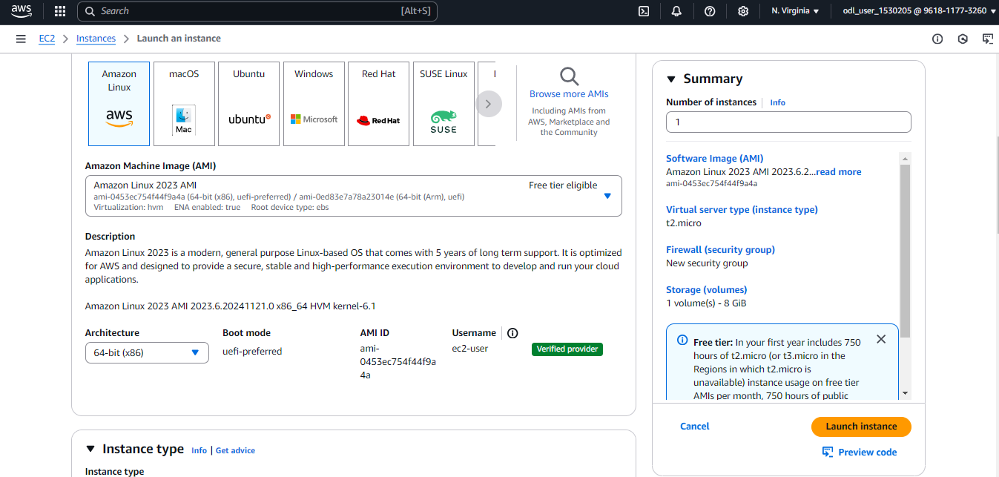 aws
Search
[Alt+S]
N. Virginia
odl_user_1530205 @ 9618-1177-3260
EC2
Instances
Launch an instance
Amazon
Linux
aws
macOS
Mac
Ubuntu
ubuntu
Windows
Microsoft
Red Hat
Red Hat
SUSE Linux
SUSE
Browse more AMIs
Including AMIs from
AWS, Marketplace and
the Community
Amazon Machine Image (AMI)
Amazon Linux 2023 AMI
Free tier eligible
ami-0453ec754f44f9a4a (64-bit (x86), uefi-preferred) / ami-0ed83e7a78a23014e (64-bit (Arm), uefi)
Virtualization: hvm ENA enabled: true Root device type: ebs
Description
Amazon Linux 2023 is a modern, general purpose Linux-based OS that comes with 5 years of long term support. It is optimized
for AWS and designed to provide a secure, stable and high-performance execution environment to develop and run your cloud
applications.
Amazon Linux 2023 AMI 2023.6.20241121.0 x86_64 HVM kernel-6.1
Architecture
64-bit (x86)
Boot mode
uefi-preferred
AMI ID
ami-
0453ec754f44f9a
4a
Username
ec2-user
Verified provider
Instance type
Info | Get advice
Instance type
Summary
Number of instances
Info
1
Software Image (AMI)
Amazon Linux 2023 AMI 2023.6.2...read more
ami-0453ec754f44f9a4a
Virtual server type (instance type)
t2.micro
Firewall (security group)
New security group
Storage (volumes)
1 volume(s) - 8 GiB
Free tier: In your first year includes 750
hours of t2.micro (or t3.micro in the
Regions in which t2.micro is
unavailable) instance usage on free tier
AMIs per month, 750 hours of public
Cancel
Launch instance
Preview code